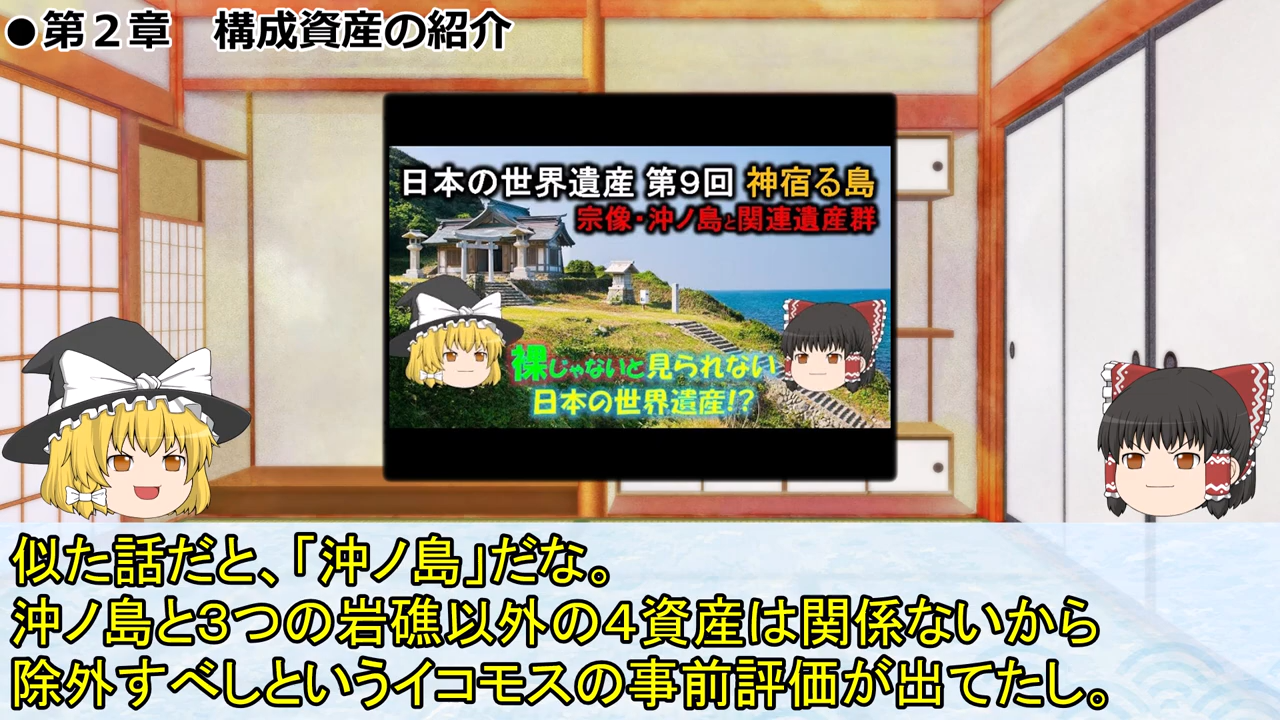 ●第２章　構成資産の紹介
日本の世界遺産 第９回 神宿る島
宗像・沖ノ島と関連遺産群
裸じゃないと見られない
日本の世界遺産!?
似た話だと、「沖ノ島」だな。
沖ノ島と３つの岩礁以外の４資産は関係ないから
除外すべしというイコモスの事前評価が出てたし。